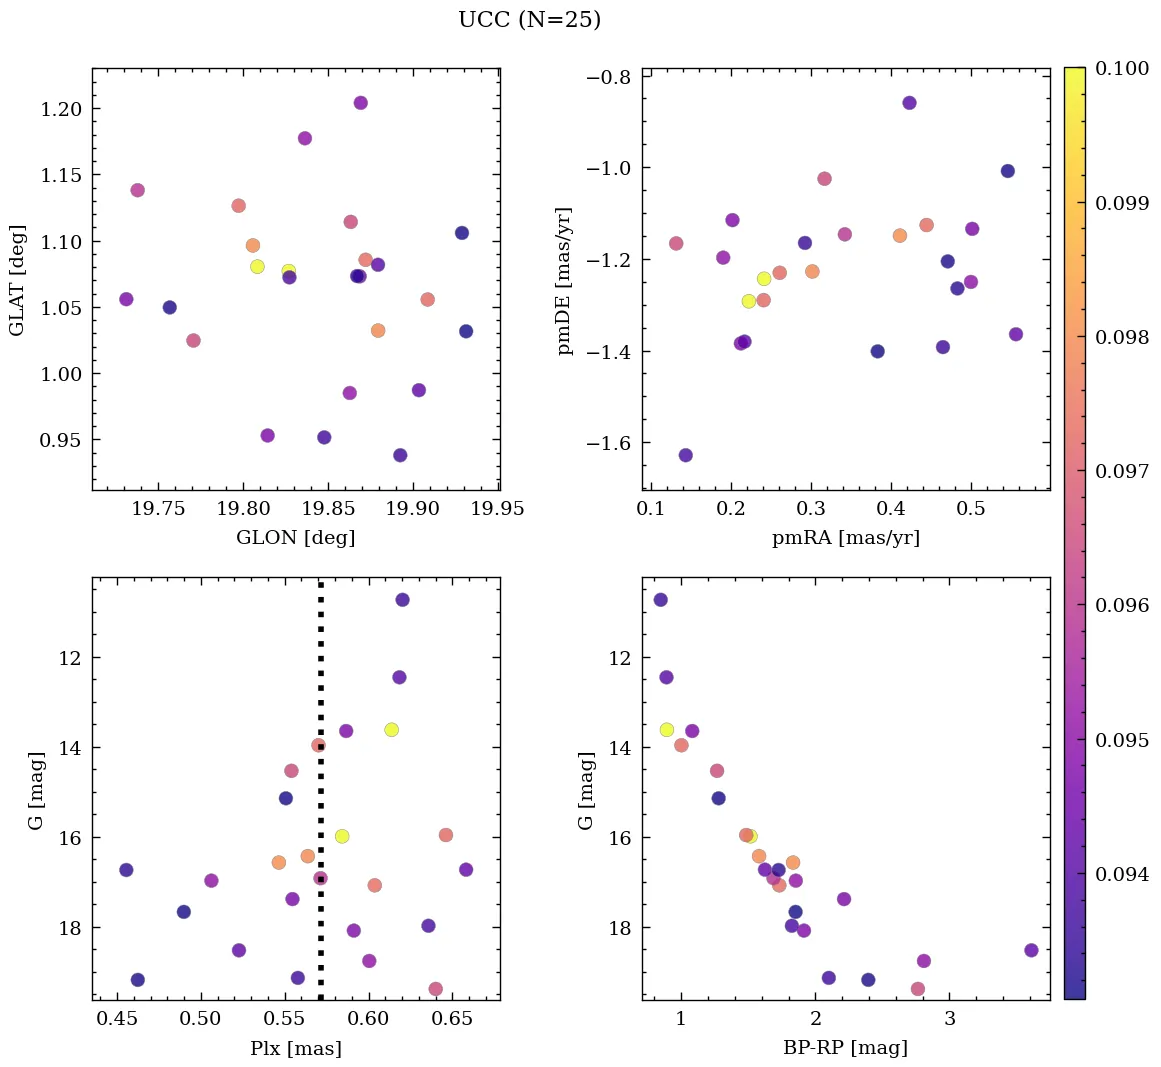 UCC (N=25)
1.20
1.15
1.10
1.05
1.00
0.95
GLAT [deg]
19.75 19.80 19.85 19.90 19.95
GLON [deg]
−0.8
−1.0
−1.2
−1.4
−1.6
pmDE [mas/yr]
0.1 0.2 0.3 0.4 0.5
pmRA [mas/yr]
12
14
16
18
G [mag]
0.45 0.50 0.55 0.60 0.65
Plx [mas]
12
14
16
18
G [mag]
1 2 3
BP-RP [mag]
0.100
0.099
0.098
0.097
0.096
0.095
0.094